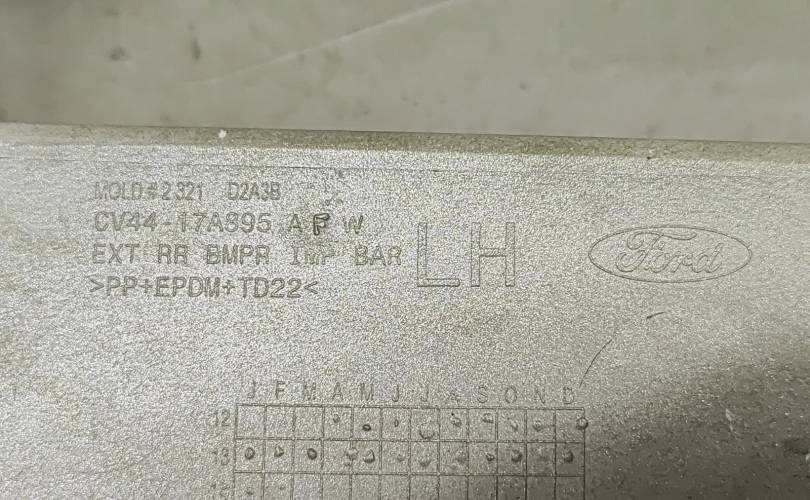 MOLD # 2321 D2A3B
CV44-17A895 A F W
EXT RR BMPR IMP BAR
>PP+EPDM+TD22<
LH
Ford
J F M A M J J A S O N D
12
13